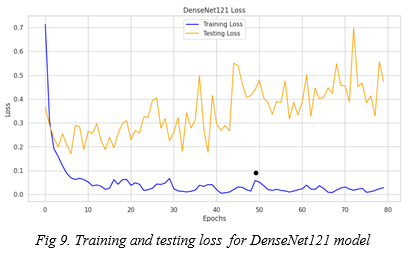 DenseNet121 Loss
Training Loss
Testing Loss
Loss
0.7
0.6
0.5
0.4
0.3
0.2
0.1
0.0
0 10 20 30 40 50 60 70 80
Epochs
Fig 9. Training and testing loss for DenseNet121 model